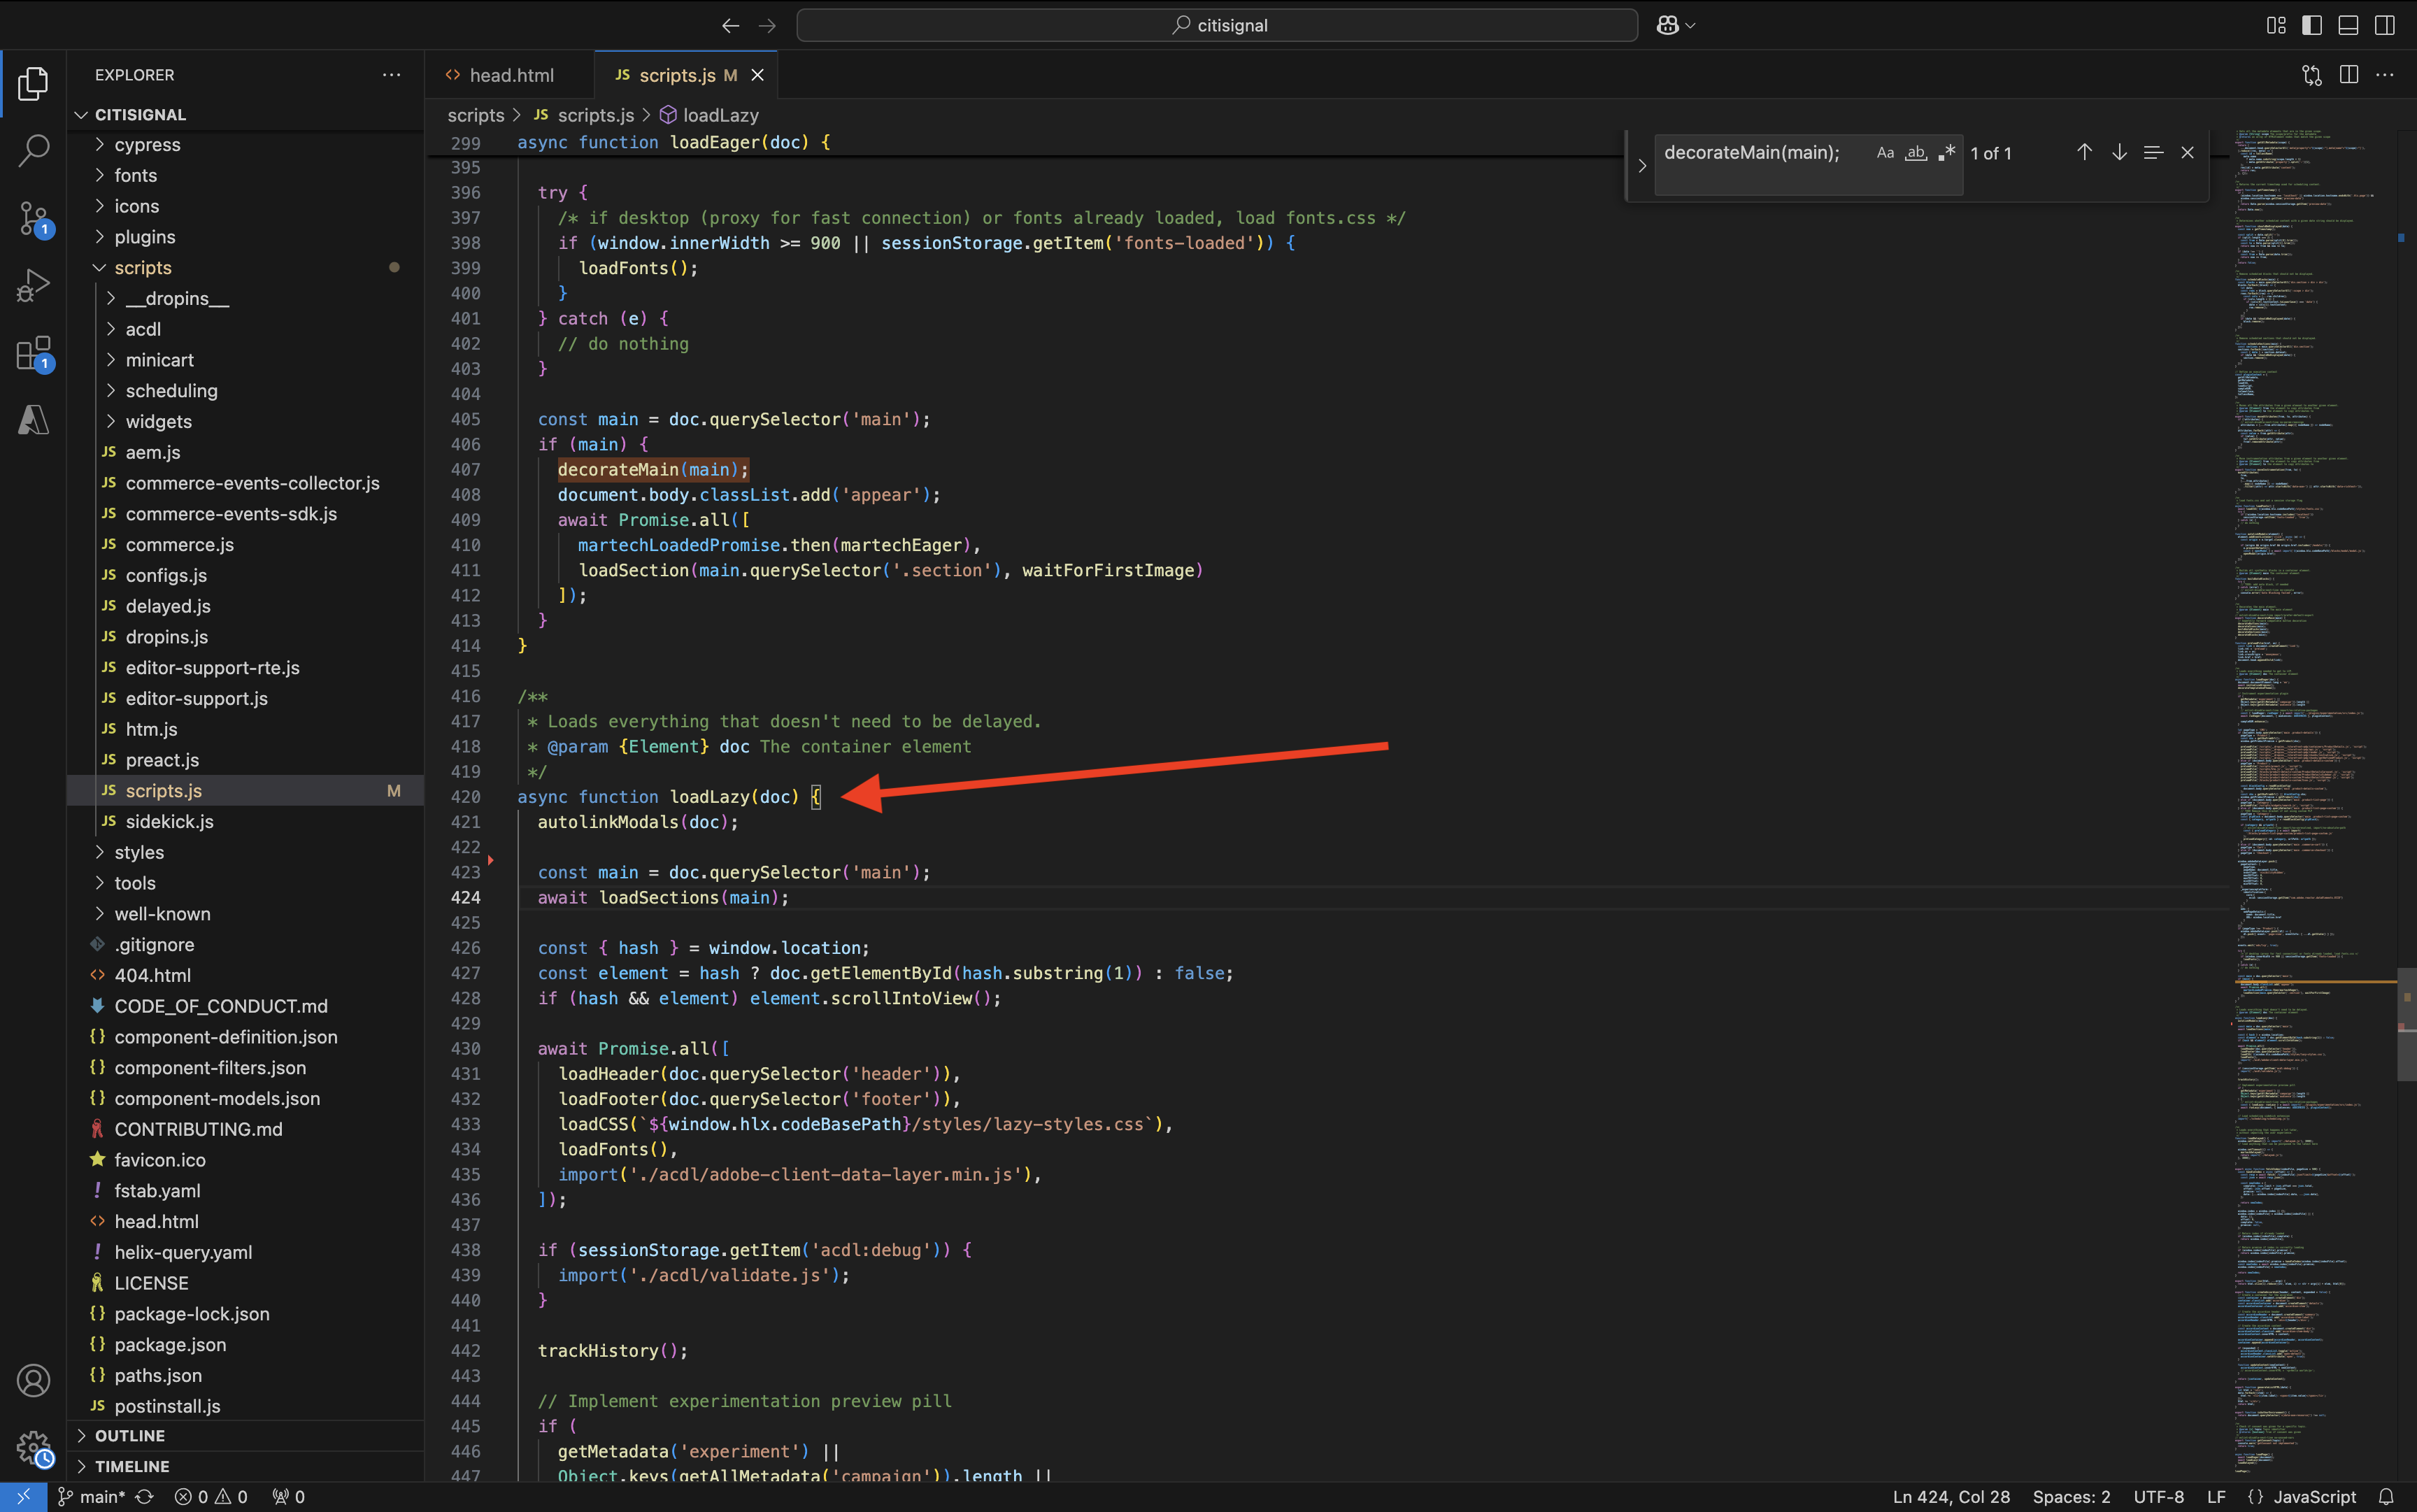 citisignal
EXPLORER
CITISIGNAL
cypress
fonts
icons
plugins
scripts
__dropins__
acdl
minicart
scheduling
widgets
JS aem.js
JS commerce-events-collector.js
JS commerce-events-sdk.js
JS commerce.js
JS configs.js
JS delayed.js
JS dropins.js
JS editor-support-rte.js
JS editor-support.js
JS htm.js
JS preact.js
JS scripts.js M
JS sidekick.js
styles
tools
well-known
.gitignore
<> 404.html
CODE_OF_CONDUCT.md
{} component-definition.json
{} component-filters.json
{} component-models.json
CONTRIBUTING.md
favicon.ico
! fstab.yaml
<> head.html
! helix-query.yaml
LICENSE
{} package-lock.json
{} package.json
{} paths.json
JS postinstall.js
OUTLINE
TIMELINE
1
1
<> head.html
JS scripts.js M
scripts > JS scripts.js > loadLazy
decorateMain(main); Aa ab .* 1 of 1
299 async function loadEager(doc) {
395
396 try {
397 /* if desktop (proxy for fast connection) or fonts already loaded, load fonts.css */
398 if (window.innerWidth >= 900 || sessionStorage.getItem('fonts-loaded')) {
399 loadFonts();
400 }
401 } catch (e) {
402 // do nothing
403 }
404
405 const main = doc.querySelector('main');
406 if (main) {
407 decorateMain(main);
408 document.body.classList.add('appear');
409 await Promise.all([
410 martechLoadedPromise.then(martechEager),
411 loadSection(main.querySelector('.section'), waitForFirstImage)
412 ]);
413 }
414 }
415
416 /**
417 * Loads everything that doesn't need to be delayed.
418 * @param {Element} doc The container element
419 */
420 async function loadLazy(doc) {
421 autolinkModals(doc);
422
423 const main = doc.querySelector('main');
424 await loadSections(main);
425
426 const { hash } = window.location;
427 const element = hash ? doc.getElementById(hash.substring(1)) : false;
428 if (hash && element) element.scrollIntoView();
429
430 await Promise.all([
431 loadHeader(doc.querySelector('header')),
432 loadFooter(doc.querySelector('footer')),
433 loadCSS(`${window.hlx.codeBasePath}/styles/lazy-styles.css`),
434 loadFonts(),
435 import('./acdl/adobe-client-data-layer.min.js'),
436 ]);
437
438 if (sessionStorage.getItem('acdl:debug')) {
439 import('./acdl/validate.js');
440 }
441
442 trackHistory();
443
444 // Implement experimentation preview pill
445 if (
446 getMetadata('experiment') ||
447 Object.keys(getAllMetadata('campaign')).length ||
main* 0 0 0
Ln 424, Col 28 Spaces: 2 UTF-8 LF {} JavaScript